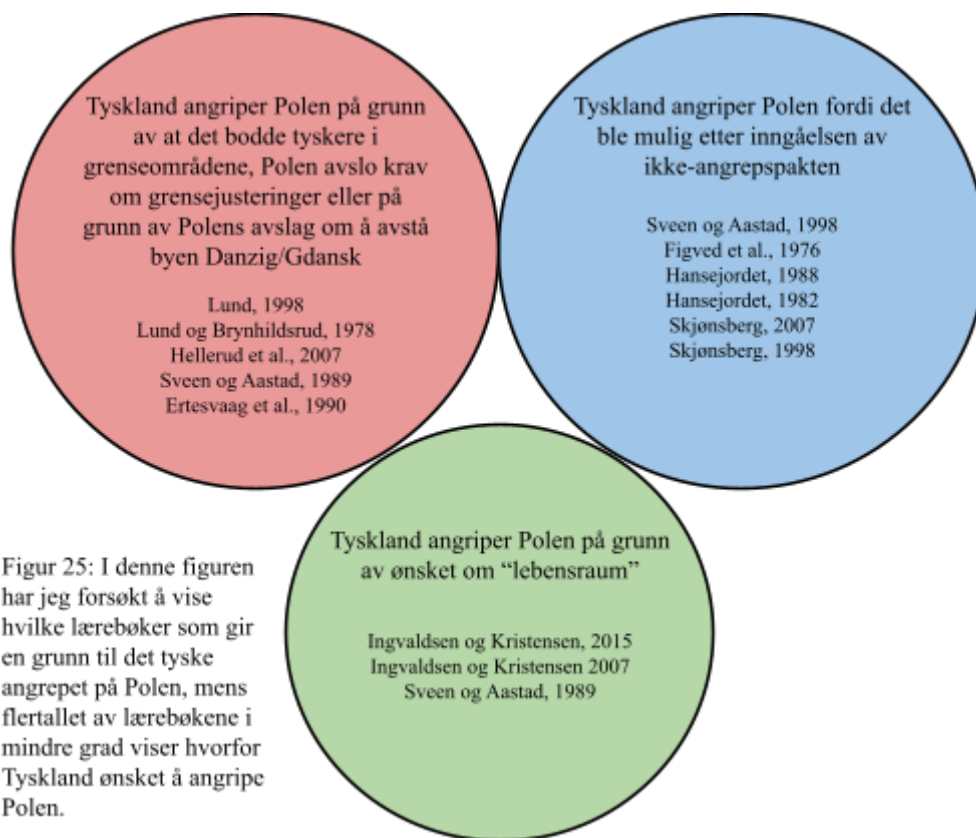 Tyskland angriper Polen på grunn
av at det bodde tyskere i
grenseområdene, Polen avslo krav
om grensejusteringer eller på
grunn av Polens avslag om å avstå
byen Danzig/Gdansk
Lund, 1998
Lund og Brynhildsrud, 1978
Hellerud et al., 2007
Sveen og Aastad, 1989
Ertesvaag et al., 1990
Tyskland angriper Polen fordi det
ble mulig etter inngåelsen av
ikke-angrepspakten
Sveen og Aastad, 1998
Figved et al., 1976
Hansejordet, 1988
Hansejordet, 1982
Skjønsberg, 2007
Skjønsberg, 1998
Tyskland angriper Polen på grunn
av ønsket om “lebensraum”
Ingvaldsen og Kristensen, 2015
Ingvaldsen og Kristensen 2007
Sveen og Aastad, 1989
Figur 25: I denne figuren
har jeg forsøkt å vise
hvilke lærebøker som gir
en grunn til det tyske
angrepet på Polen, mens
flertallet av lærebøkene i
mindre grad viser hvorfor
Tyskland ønsket å angripe
Polen.